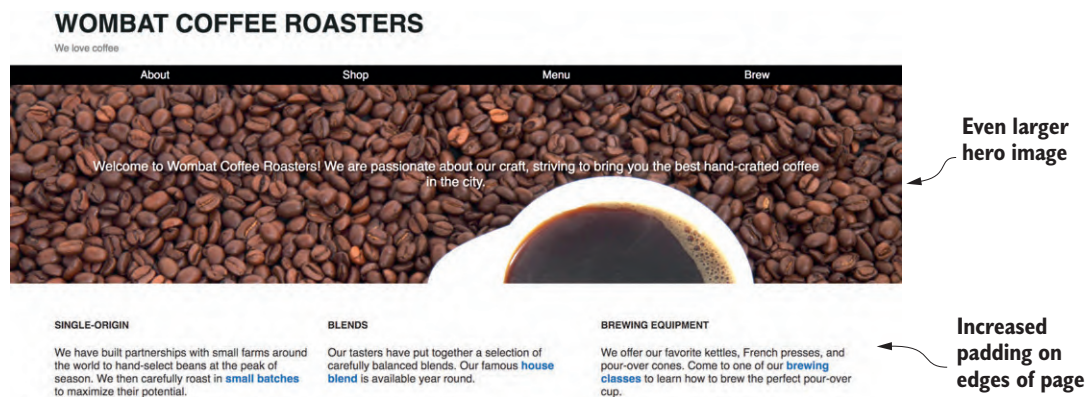 WOMBAT COFFEE ROASTERS
We love coffee
About Shop Menu Brew
Welcome to Wombat Coffee Roasters! We are passionate about our craft, striving to bring you the best hand-crafted coffee
in the city.
Even larger
hero image
SINGLE-ORIGIN
We have built partnerships with small farms around
the world to hand-select beans at the peak of
season. We then carefully roast in small batches
to maximize their potential.
BLENDS
Our tasters have put together a selection of
carefully balanced blends. Our famous house
blend is available year round.
BREWING EQUIPMENT
We offer our favorite kettles, French presses, and
pour-over cones. Come to one of our brewing
classes to learn how to brew the perfect pour-over
cup.
Increased
padding on
edges of page